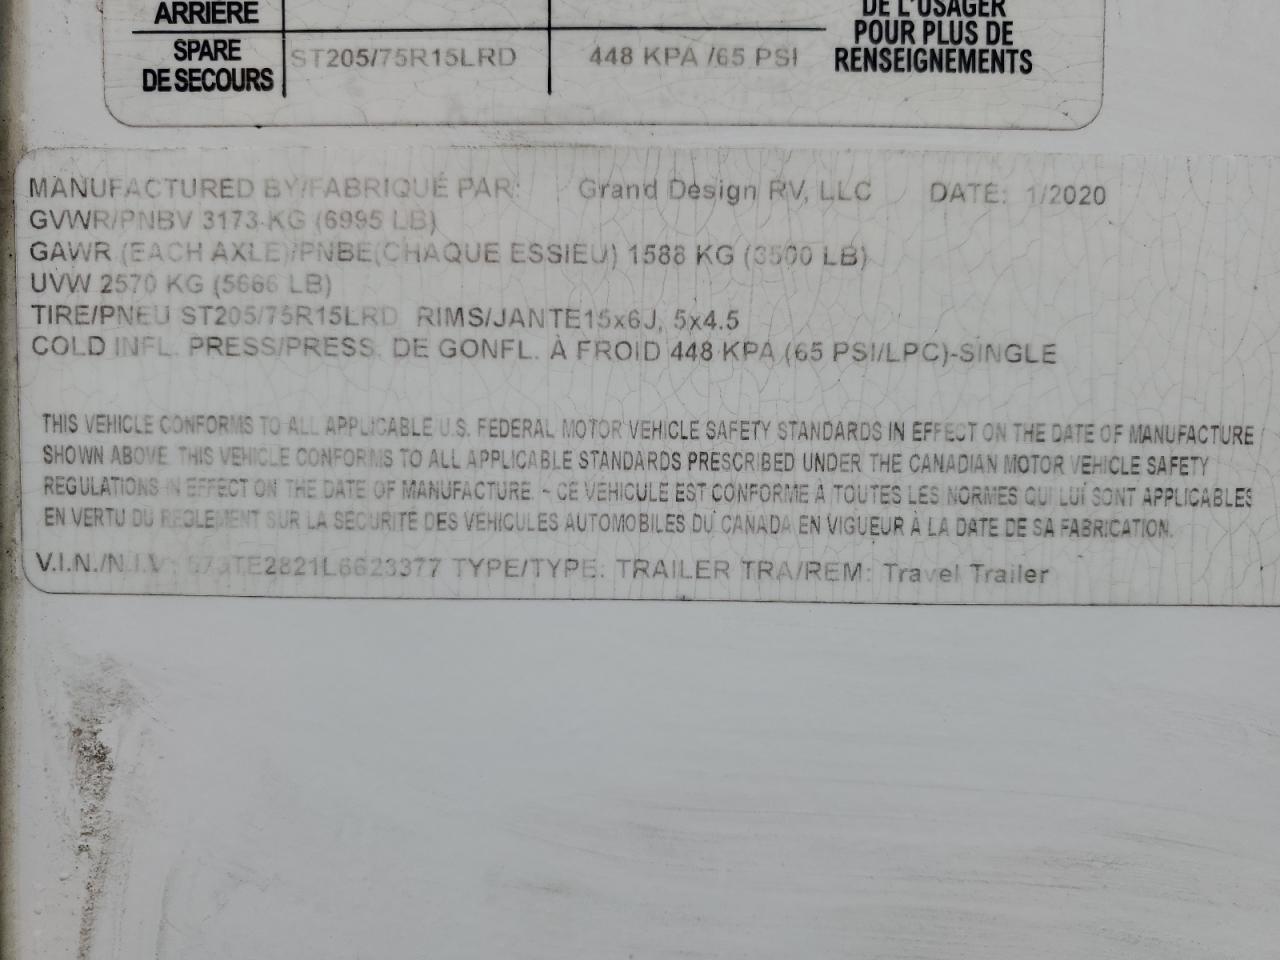 ARRIÈRE
DE L'USAGER
POUR PLUS DE
RENSEIGNEMENTS
SPARE
DE SECOURS
ST205/75R15LRD
448 KPA /65 PSI
MANUFACTURED BY/FABRIQUÉ PAR: Grand Design RV, LLC DATE: 1/2020
GVWR/PNBV 3173 KG (6995 LB)
GAWR (EACH AXLE)/PNBE(CHAQUE ESSIEU) 1588 KG (3500 LB)
UVW 2570 KG (5666 LB)
TIRE/PNEU ST205/75R15LRD RIMS/JANTE15x6J, 5x4.5
COLD INFL. PRESS/PRESS. DE GONFL. À FROID 448 KPA (65 PSI/LPC)-SINGLE
THIS VEHICLE CONFORMS TO ALL APPLICABLE U.S. FEDERAL MOTOR VEHICLE SAFETY STANDARDS IN EFFECT ON THE DATE OF MANUFACTURE
SHOWN ABOVE. THIS VEHICLE CONFORMS TO ALL APPLICABLE STANDARDS PRESCRIBED UNDER THE CANADIAN MOTOR VEHICLE SAFETY
REGULATIONS IN EFFECT ON THE DATE OF MANUFACTURE. - CE VÉHICULE EST CONFORME À TOUTES LES NORMES QUI LUI SONT APPLICABLES
EN VERTU DU RÈGLEMENT SUR LA SÉCURITÉ DES VÉHICULES AUTOMOBILES DU CANADA EN VIGUEUR À LA DATE DE SA FABRICATION.
V.I.N./N.I.V: TYPE/TYPE: TRAILER TRA/REM: Travel Trailer